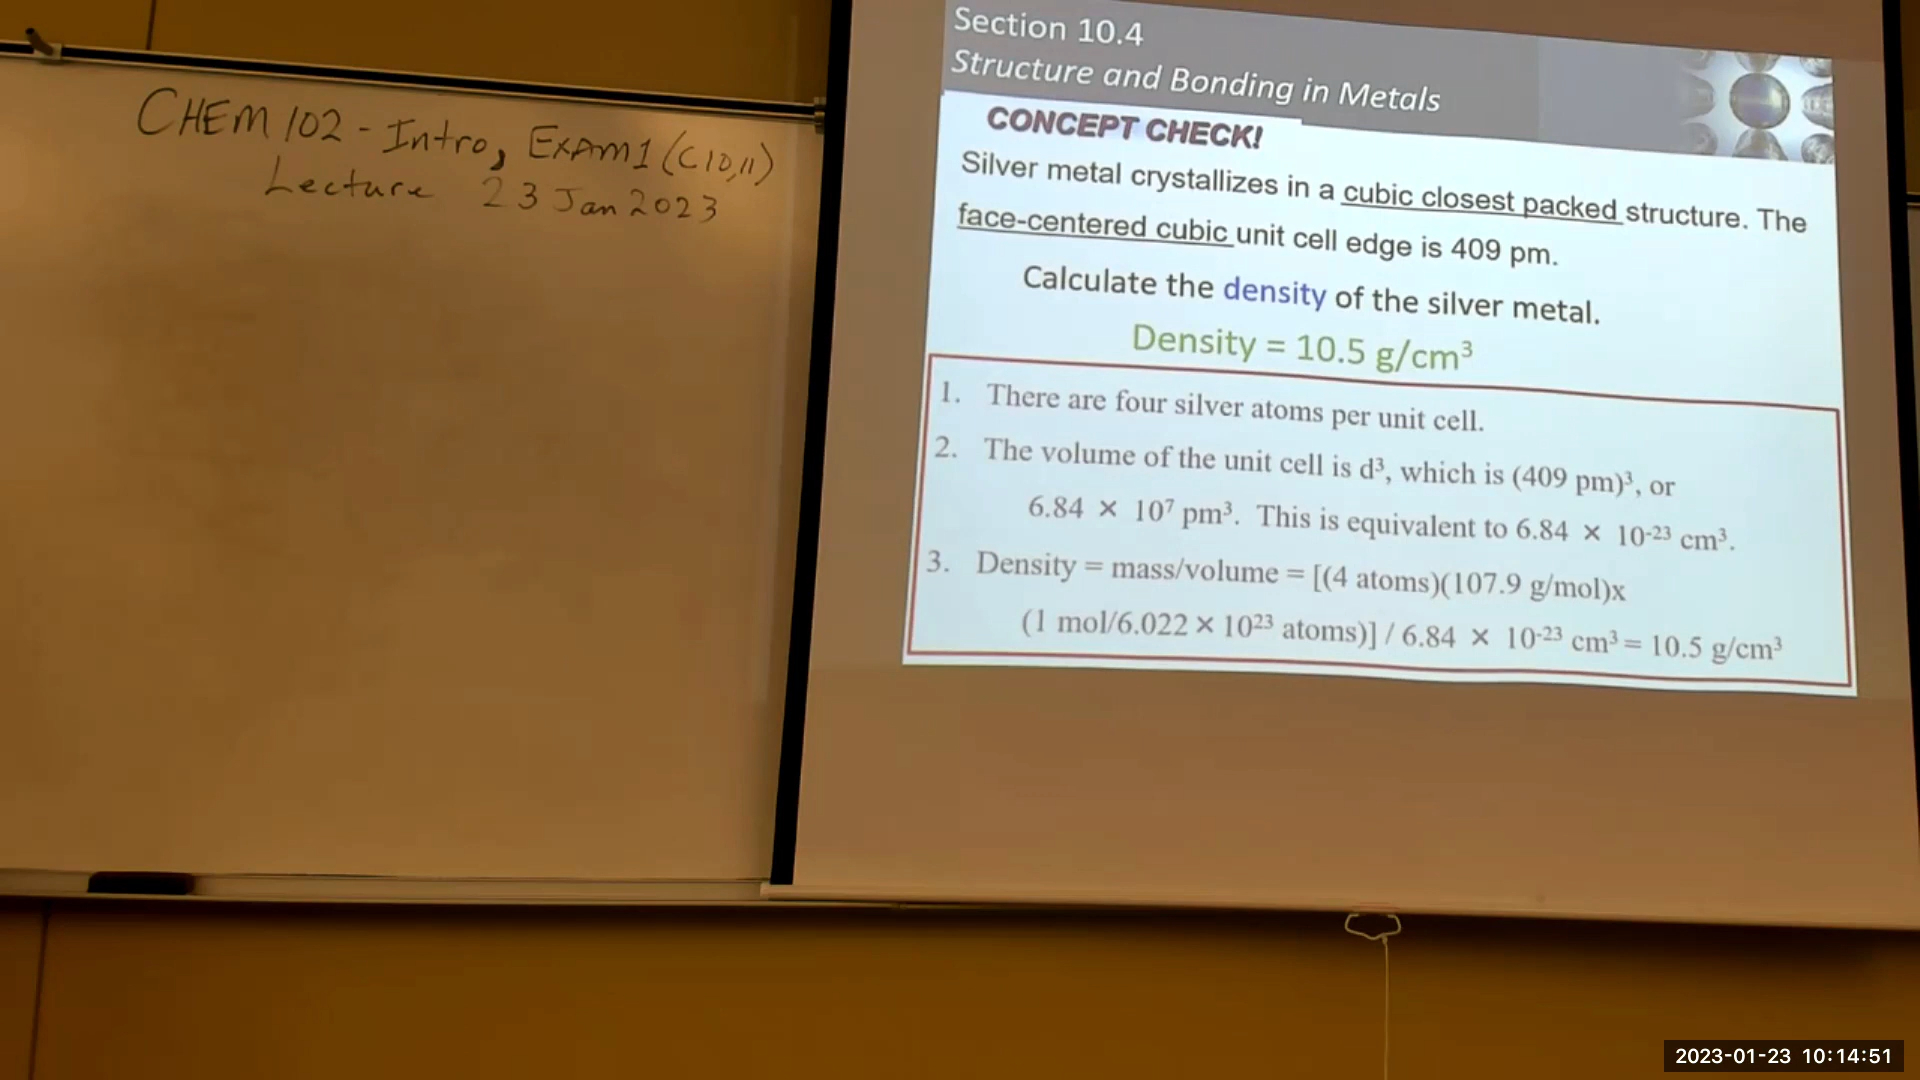 CHEM 102 - Intro, EXAM1 (C10,11)
Lecture 23 Jan 2023
Section 10.4
Structure and Bonding in Metals
CONCEPT CHECK!
Silver metal crystallizes in a cubic closest packed structure. The
face-centered cubic unit cell edge is 409 pm.
Calculate the density of the silver metal.
Density = 10.5 g/cm³
1. There are four silver atoms per unit cell.
2. The volume of the unit cell is d³, which is (409 pm)³, or
6.84 × 10⁷ pm³. This is equivalent to 6.84 × 10⁻²³ cm³.
3. Density = mass/volume = [(4 atoms)(107.9 g/mol)x
(1 mol/6.022 × 10²³ atoms)] / 6.84 × 10⁻²³ cm³ = 10.5 g/cm³
2023-01-23 10:14:51